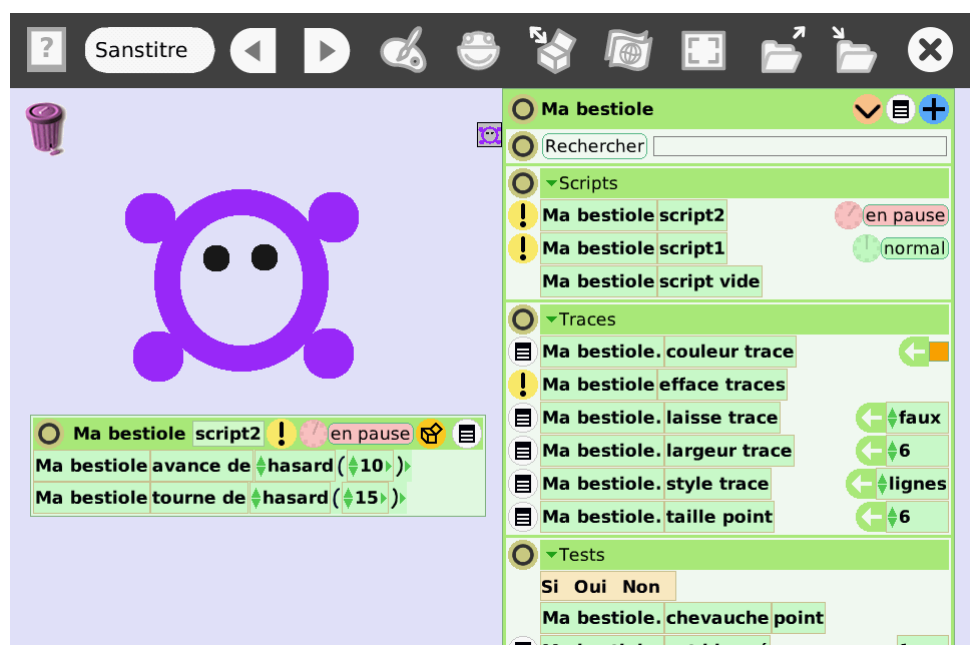 ?
Sanstitre
Ma bestiole
Rechercher
Scripts
Ma bestiole script2 en pause
Ma bestiole script1 normal
Ma bestiole script vide
Traces
Ma bestiole. couleur trace
Ma bestiole efface traces
Ma bestiole. laisse trace faux
Ma bestiole. largeur trace 6
Ma bestiole. style trace lignes
Ma bestiole. taille point 6
Tests
Si Oui Non
Ma bestiole. chevauche point
Ma bestiole script2 ! en pause
Ma bestiole avance de hasard ( 10 )
Ma bestiole tourne de hasard ( 15 )